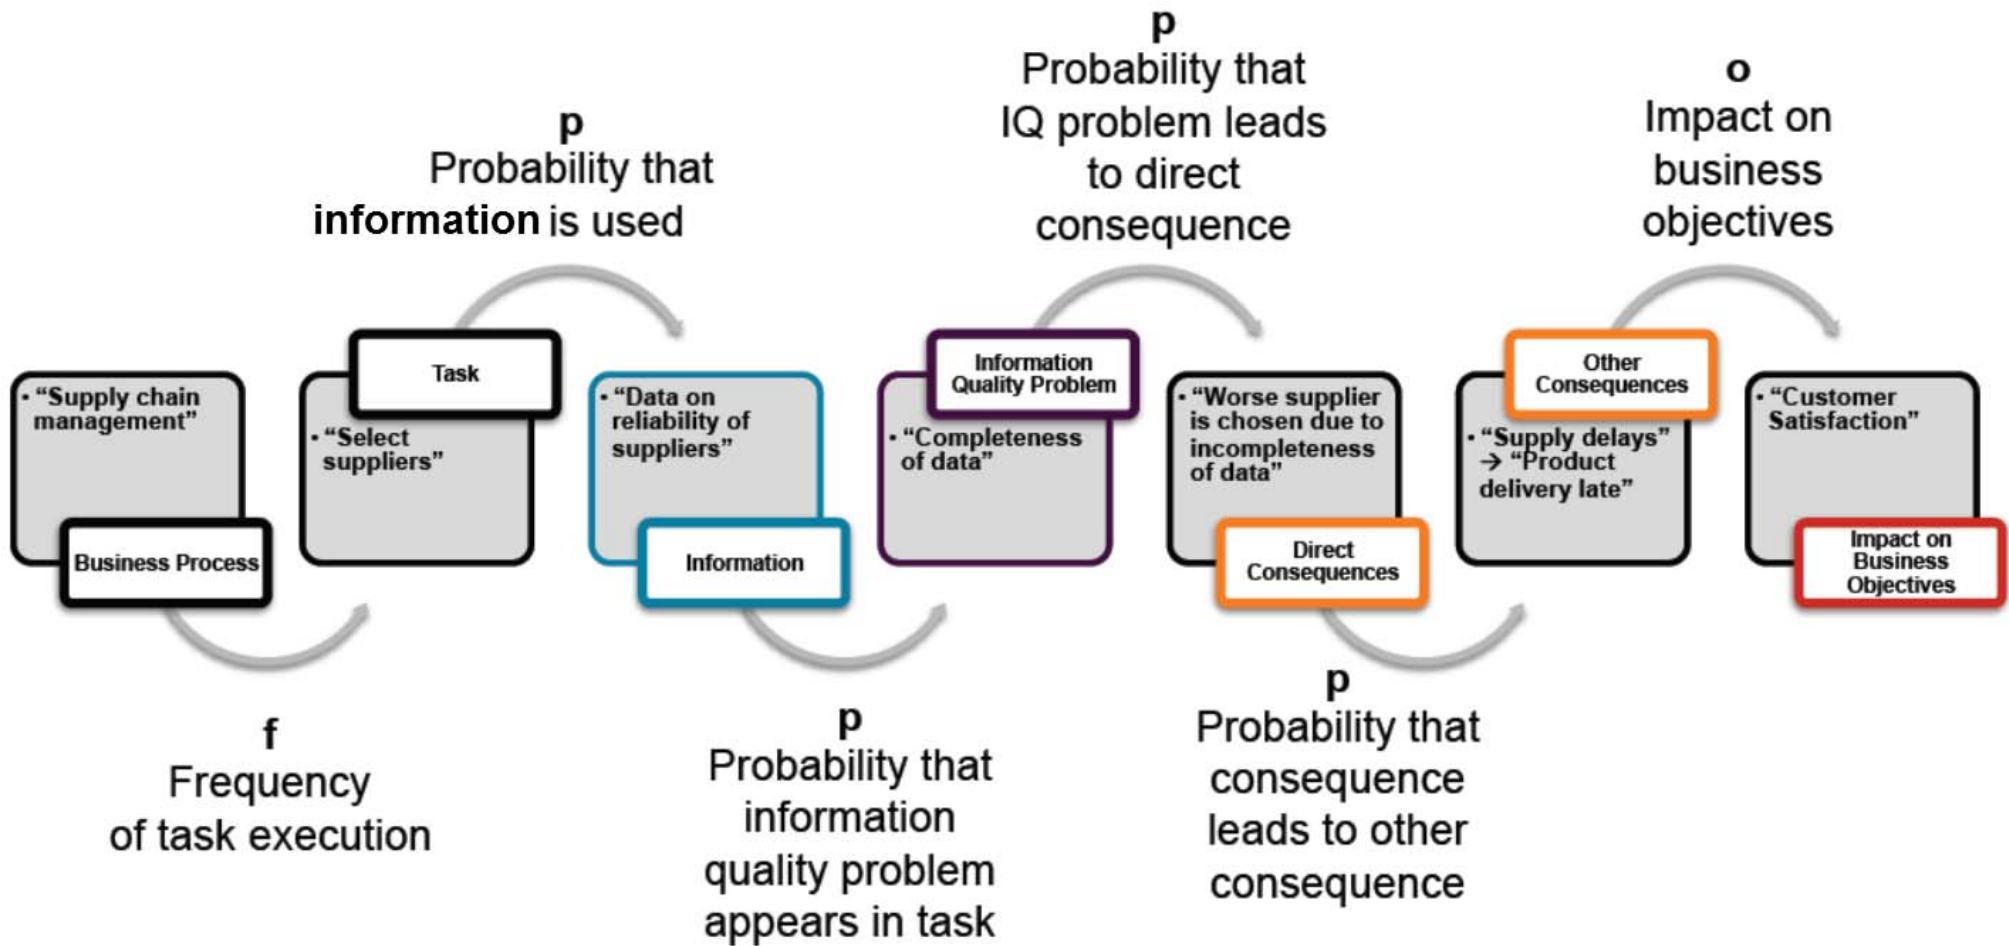 p
Probability that
information is used
p
Probability that
IQ problem leads
to direct
consequence
o
Impact on
business
objectives
• “Supply chain
management”
Business Process
Task
• “Select
suppliers”
• “Data on
reliability of
suppliers”
Information
Information
Quality Problem
• “Completeness
of data”
• “Worse supplier
is chosen due to
incompleteness
of data”
Direct
Consequences
Other
Consequences
• “Supply delays”
→ “Product
delivery late”
• “Customer
Satisfaction”
Impact on
Business
Objectives
f
Frequency
of task execution
p
Probability that
information
quality problem
appears in task
p
Probability that
consequence
leads to other
consequence